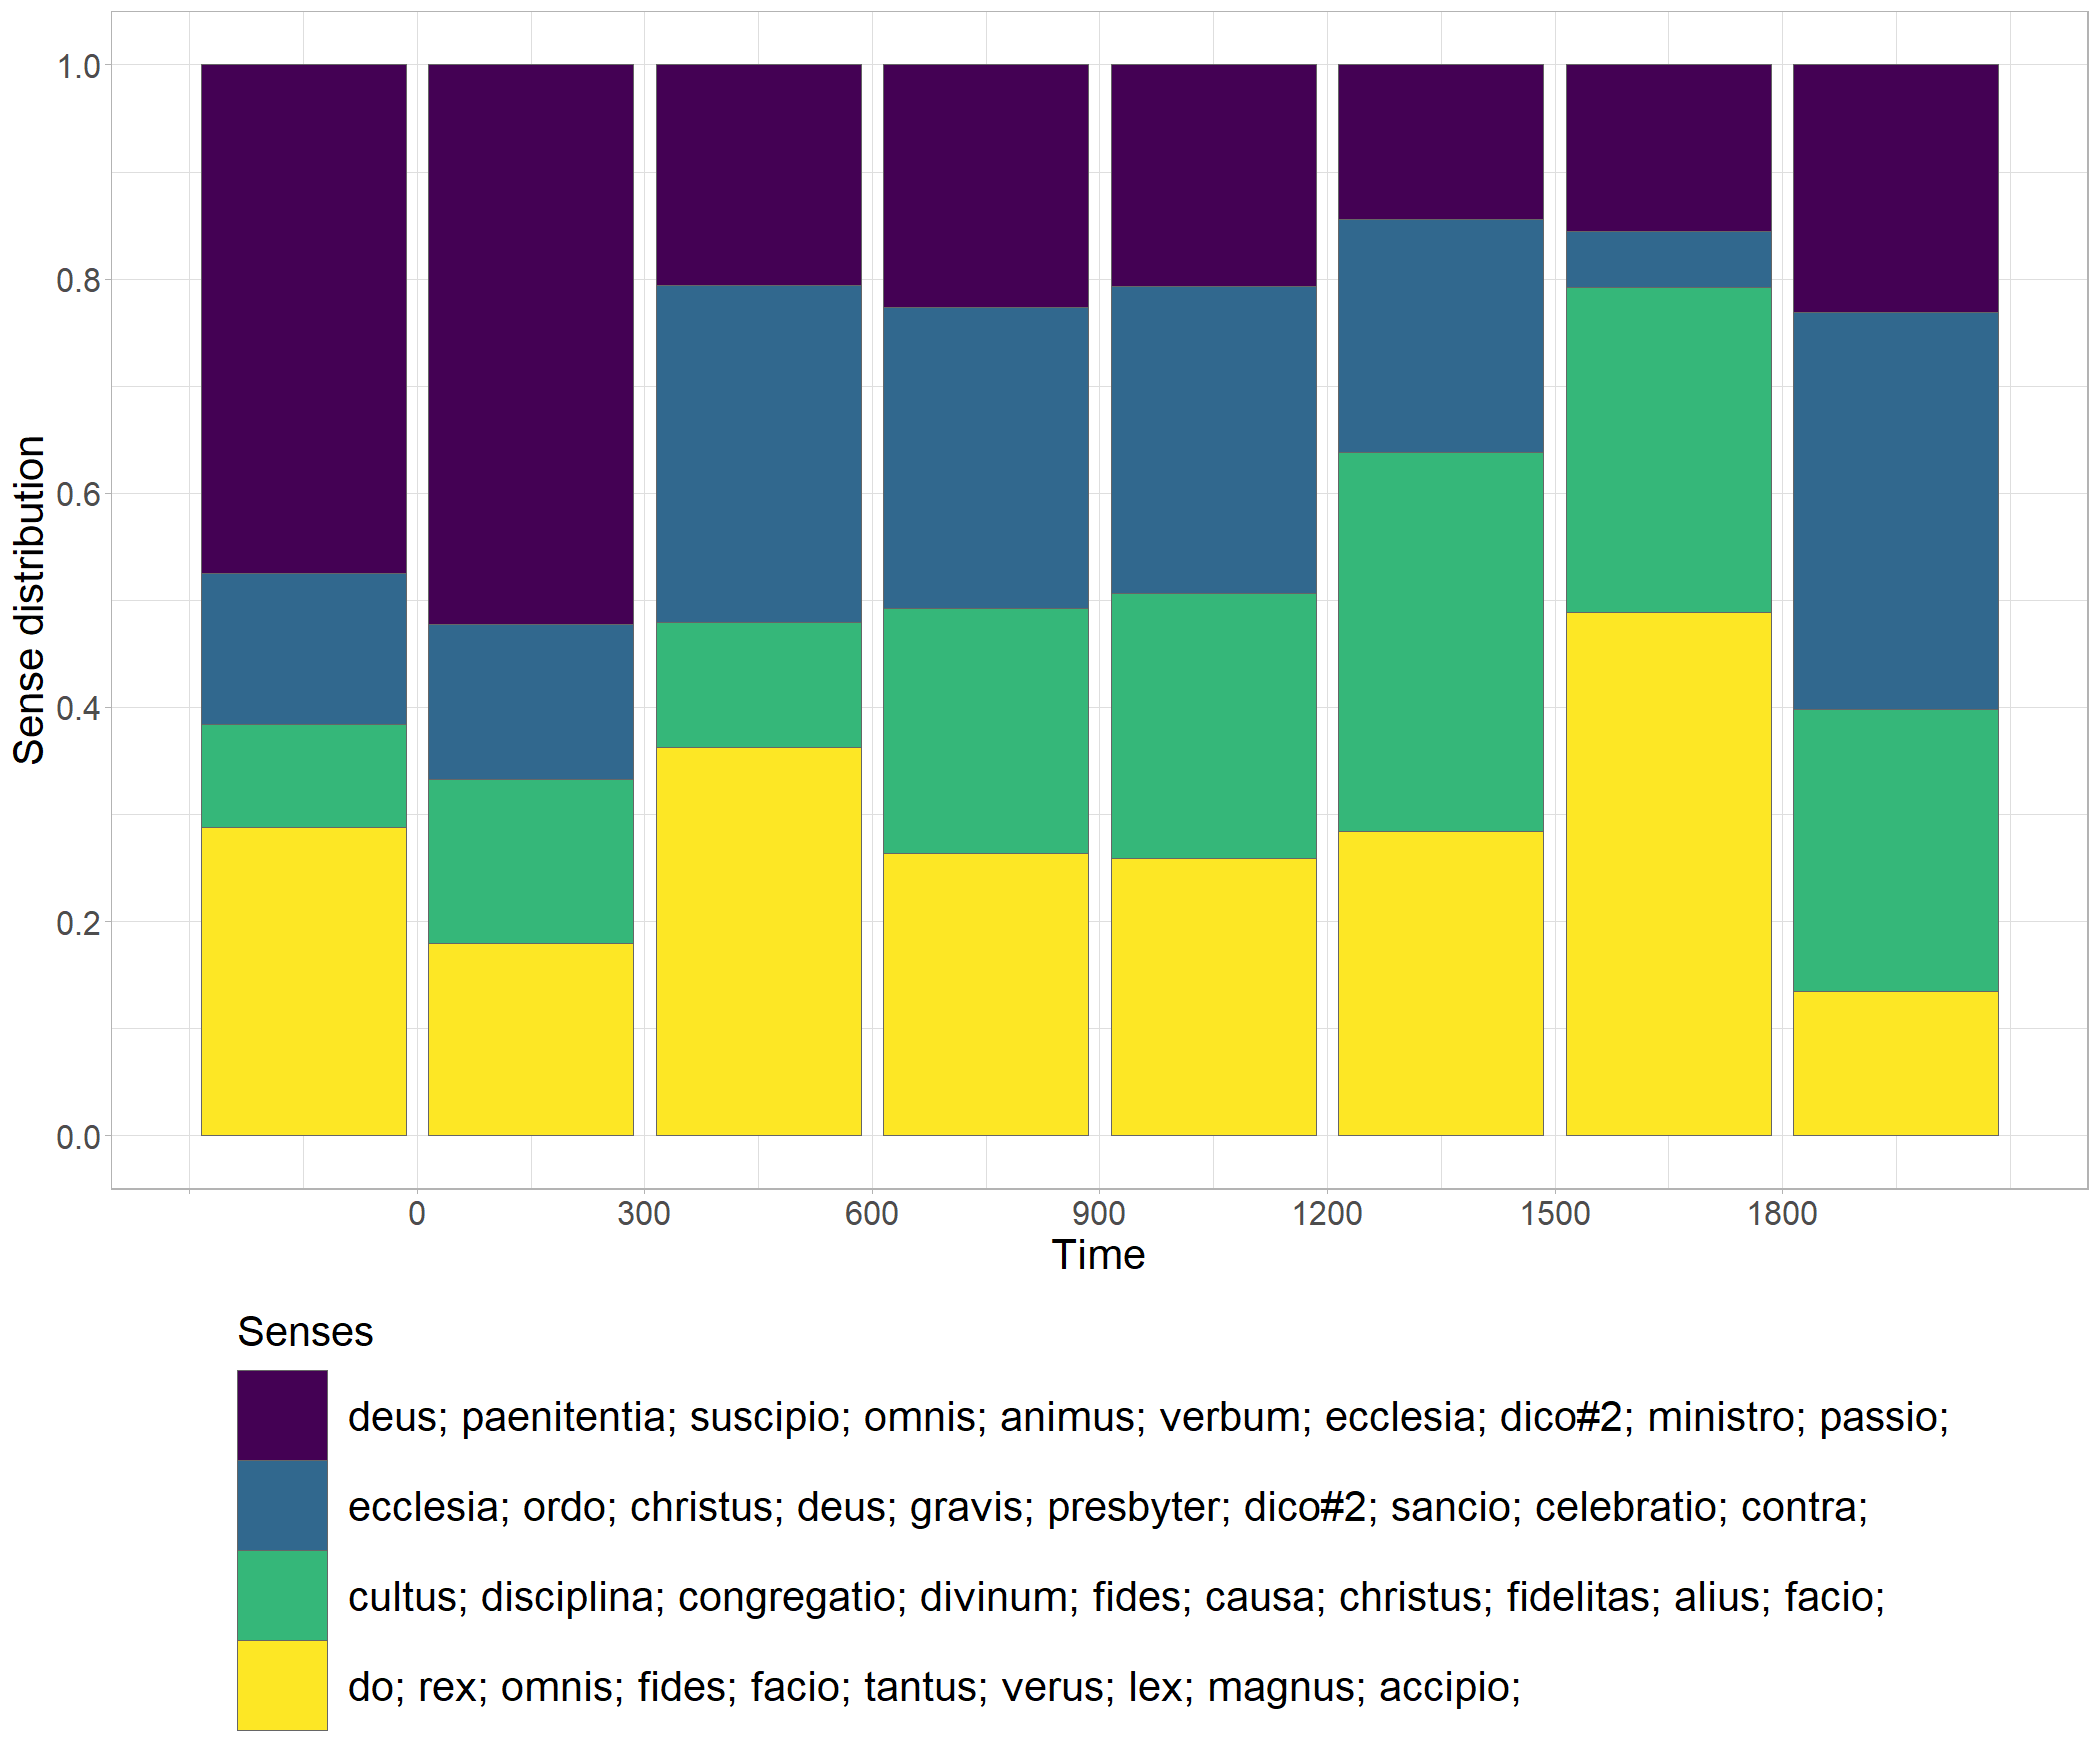 1.0
0.8
0.6
0.4
0.2
0.0
Sense distribution
0 300 600 900 1200 1500 1800
Time
Senses
deus; paenitentia; suscipio; omnis; animus; verbum; ecclesia; dico#2; ministro; passio;
ecclesia; ordo; christus; deus; gravis; presbyter; dico#2; sancio; celebratio; contra;
cultus; disciplina; congregatio; divinum; fides; causa; christus; fidelitas; alius; facio;
do; rex; omnis; fides; facio; tantus; verus; lex; magnus; accipio;